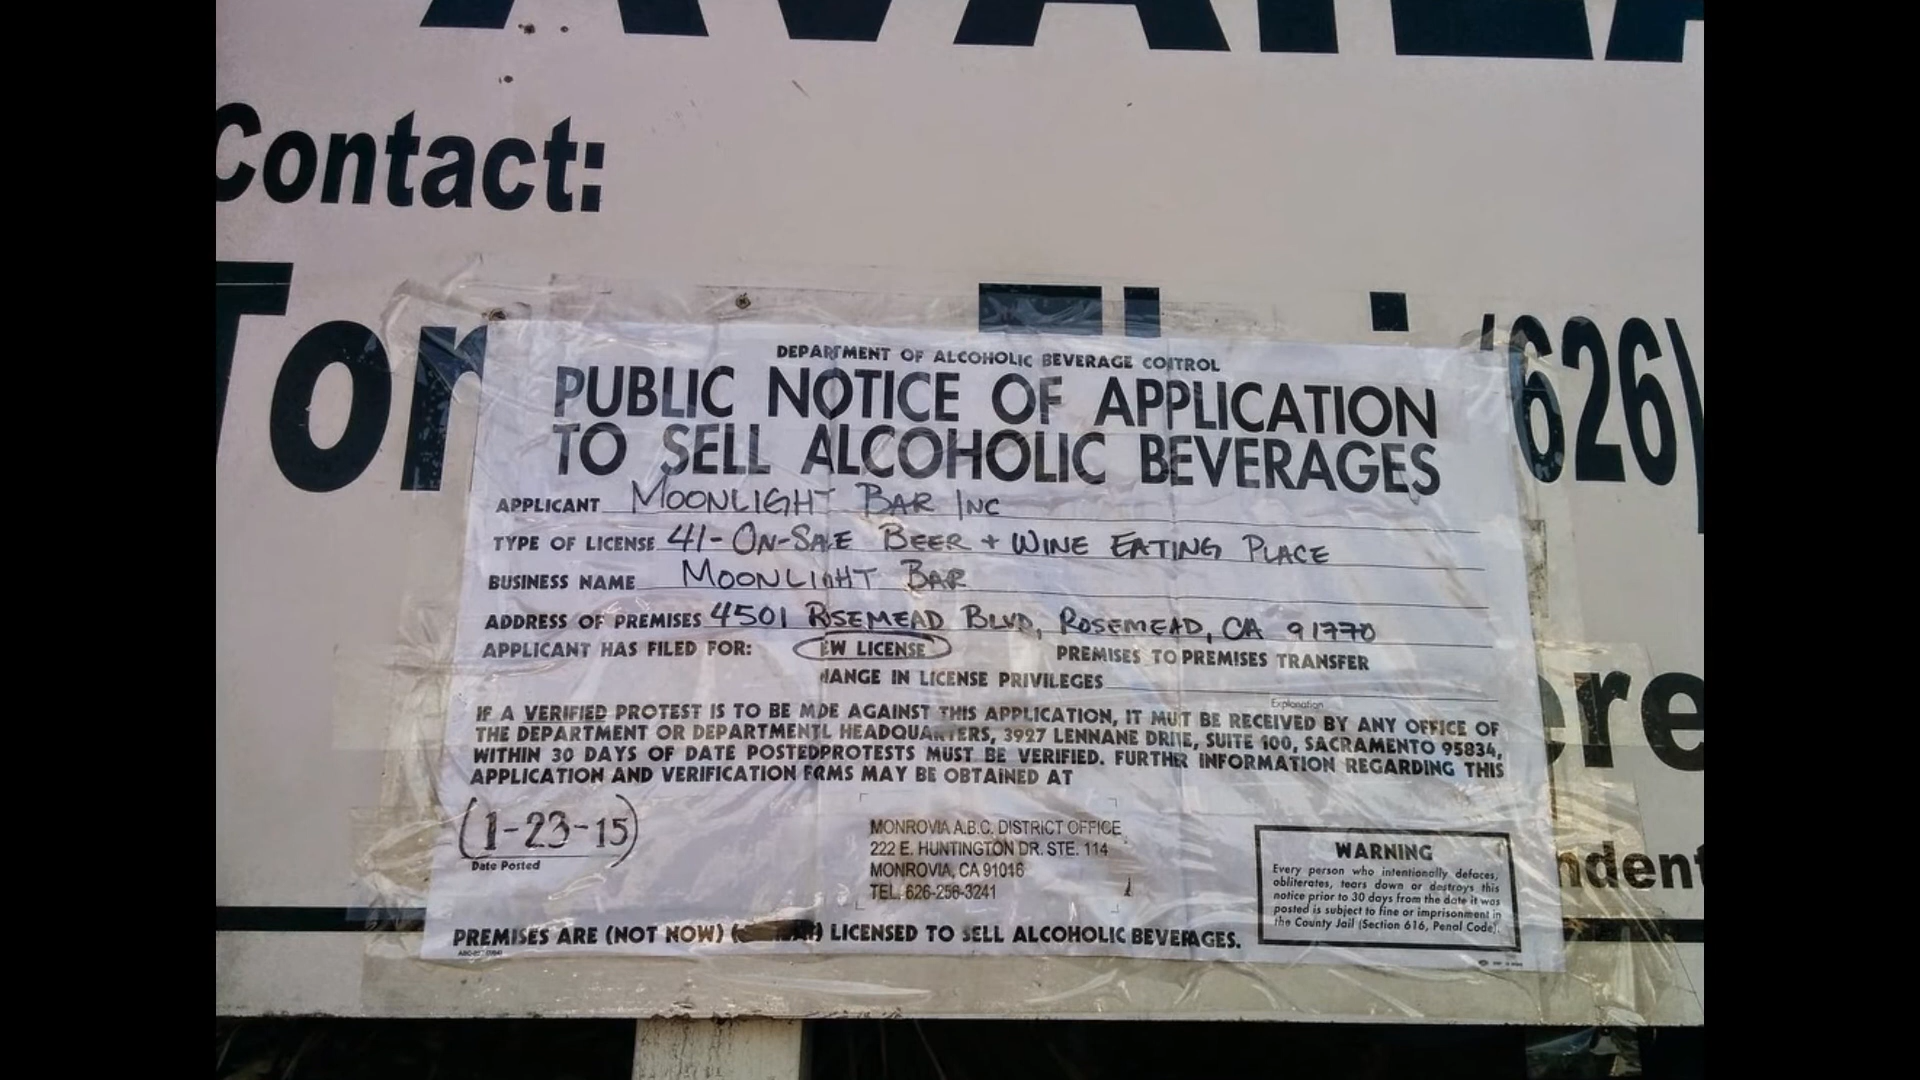 AVAILA
Contact:
Ton
(626)
DEPARTMENT OF ALCOHOLIC BEVERAGE COTROL
PUBLIC NOTICE OF APPLICATION
TO SELL ALCOHOLIC BEVERAGES
APPLICANT MOONLIGHT BAR INC
TYPE OF LICENSE 41-ON-SALE BEER + WINE EATING PLACE
BUSINESS NAME MOONLIGHT BAR
ADDRESS OF PREMISES 4501 ROSEMEAD BLVD, ROSEMEAD, CA 91770
APPLICANT HAS FILED FOR: EW LICENSE PREMISES TO PREMISES TRANSFER
HANGE IN LICENSE PRIVILEGES
Explanation
IF A VERIFIED PROTEST IS TO BE MDE AGAINST THIS APPLICATION, IT MUT BE RECEIVED BY ANY OFFICE OF
THE DEPARTMENT OR DEPARTMENTL HEADQUARTERS, 3927 LENNANE DRIE, SUITE 100, SACRAMENTO 95834,
WITHIN 30 DAYS OF DATE POSTEDPROTESTS MUST BE VERIFIED. FURTHR INFORMATION REGARDING THIS
APPLICATION AND VERIFICATION FRMS MAY BE OBTAINED AT
ere
(1-23-15)
Date Posted
MONROVIA A.B.C. DISTRICT OFFICE
222 E. HUNTINGTON DR. STE. 114
MONROVIA, CA 91016
TEL. 626-256-3241
WARNING
Every person who intentionally defaces,
obliterates, tears down or destroys this
notice prior to 30 days from the date it was
posted is subject to fine or imprisonment in
the County Jail (Section 616, Penal Code).
ndent
PREMISES ARE (NOT NOW) LICENSED TO SELL ALCOHOLIC BEVERAGES.